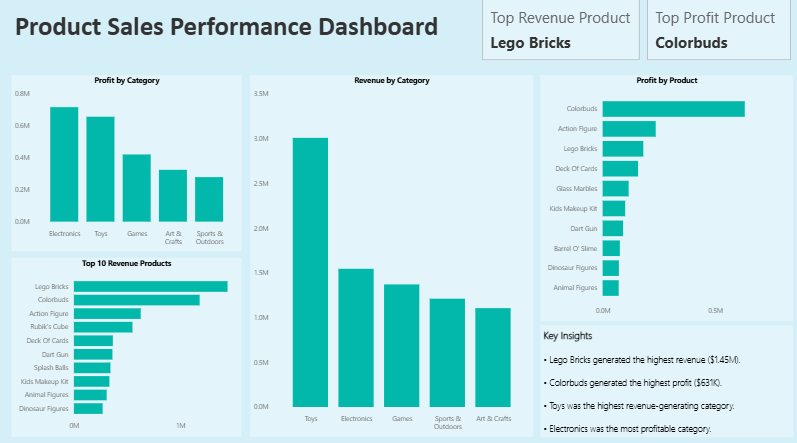 Product Sales Performance Dashboard
Top Revenue Product
Lego Bricks
Top Profit Product
Colorbuds
Profit by Category
0.8M
0.6M
0.4M
0.2M
0.0M
Electronics
Toys
Games
Art &
Crafts
Sports &
Outdoors
Top 10 Revenue Products
Lego Bricks
Colorbuds
Action Figure
Rubik's Cube
Deck Of Cards
Dart Gun
Splash Balls
Kids Makeup Kit
Animal Figures
Dinosaur Figures
0M
1M
Revenue by Category
3.5M
3.0M
2.5M
2.0M
1.5M
1.0M
0.5M
0.0M
Toys
Electronics
Games
Sports &
Outdoors
Art & Crafts
Profit by Product
Colorbuds
Action Figure
Lego Bricks
Deck Of Cards
Glass Marbles
Kids Makeup Kit
Dart Gun
Barrel O' Slime
Dinosaur Figures
Animal Figures
0.0M
0.5M
Key Insights
• Lego Bricks generated the highest revenue ($1.45M).
• Colorbuds generated the highest profit ($631K).
• Toys was the highest revenue-generating category.
• Electronics was the most profitable category.